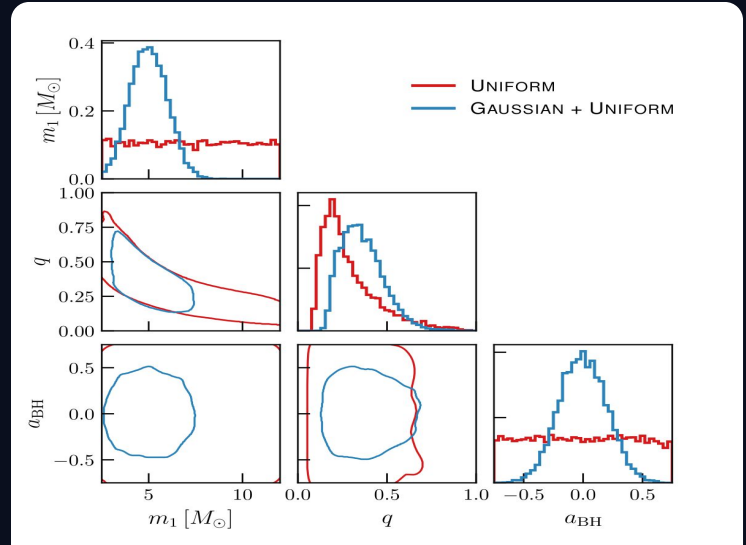 0.4
0.2
0.0
m₁ [M⊙]
UNIFORM
GAUSSIAN + UNIFORM
1.00
0.75
0.50
0.25
0.00
q
0.5
0.0
−0.5
a_BH
5 10
m₁ [M⊙]
0.0 0.5 1.0
q
−0.5 0.0 0.5
a_BH